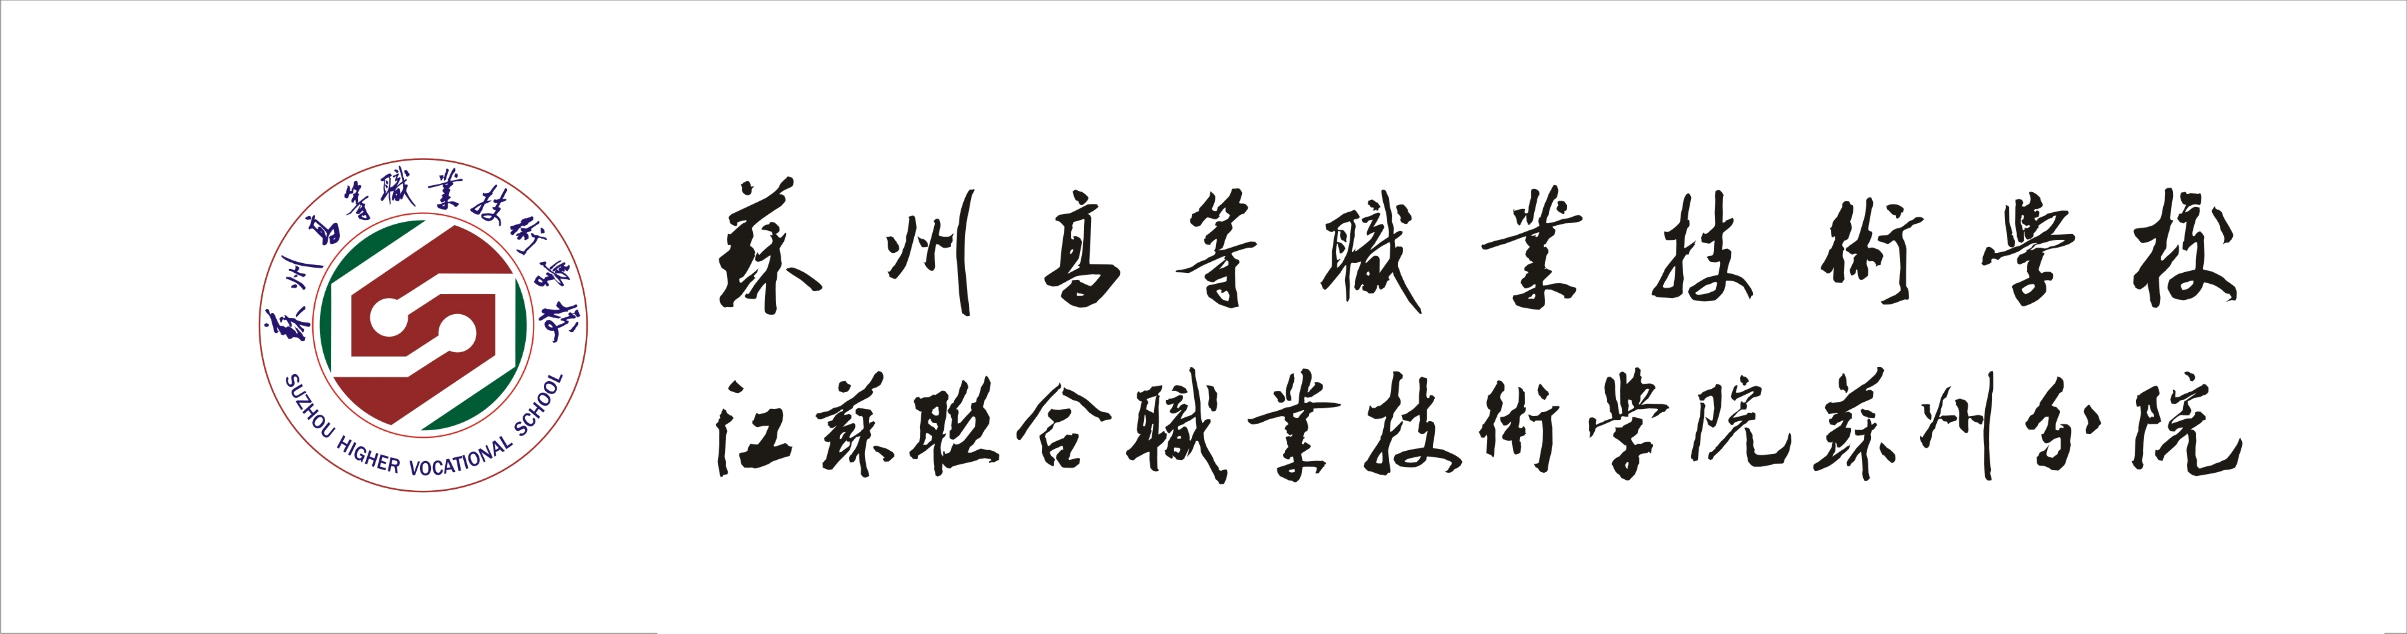 蘇州高等職業技術學校
SUZHOU HIGHER VOCATIONAL SCHOOL
蘇州高等職業技術學校
江蘇聯合職業技術學院蘇州分院